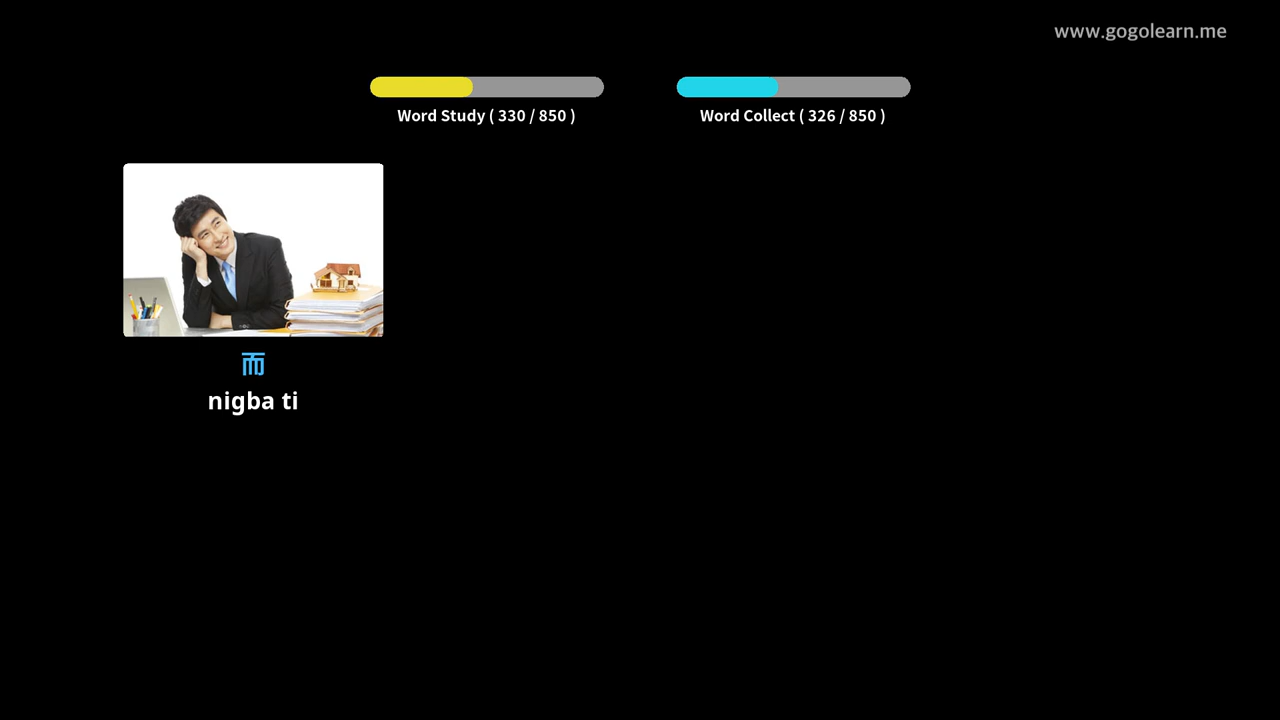 www.gogolearn.me
Word Study ( 330 / 850 )
Word Collect ( 326 / 850 )
而
nigba ti